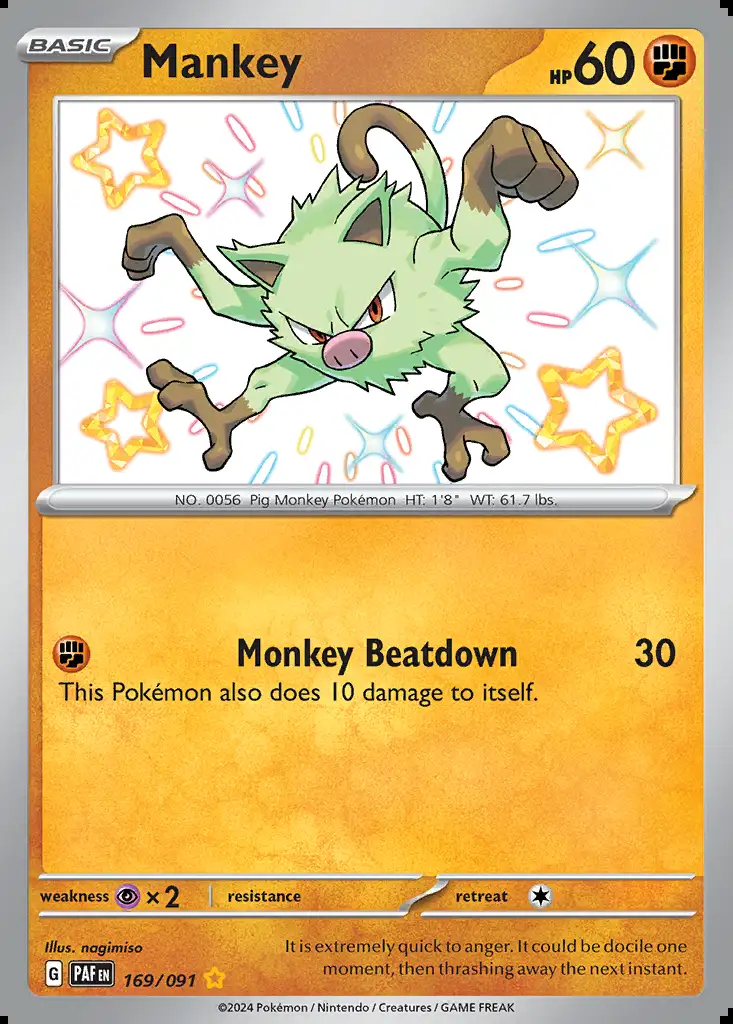 BASIC
Mankey
HP 60
NO. 0056 Pig Monkey Pokémon HT: 1'8" WT: 61.7 lbs.
Monkey Beatdown 30
This Pokémon also does 10 damage to itself.
weakness ×2 resistance retreat
Illus. nagimiso
It is extremely quick to anger. It could be docile one
moment, then thrashing away the next instant.
G PAF EN 169/091
©2024 Pokémon / Nintendo / Creatures / GAME FREAK